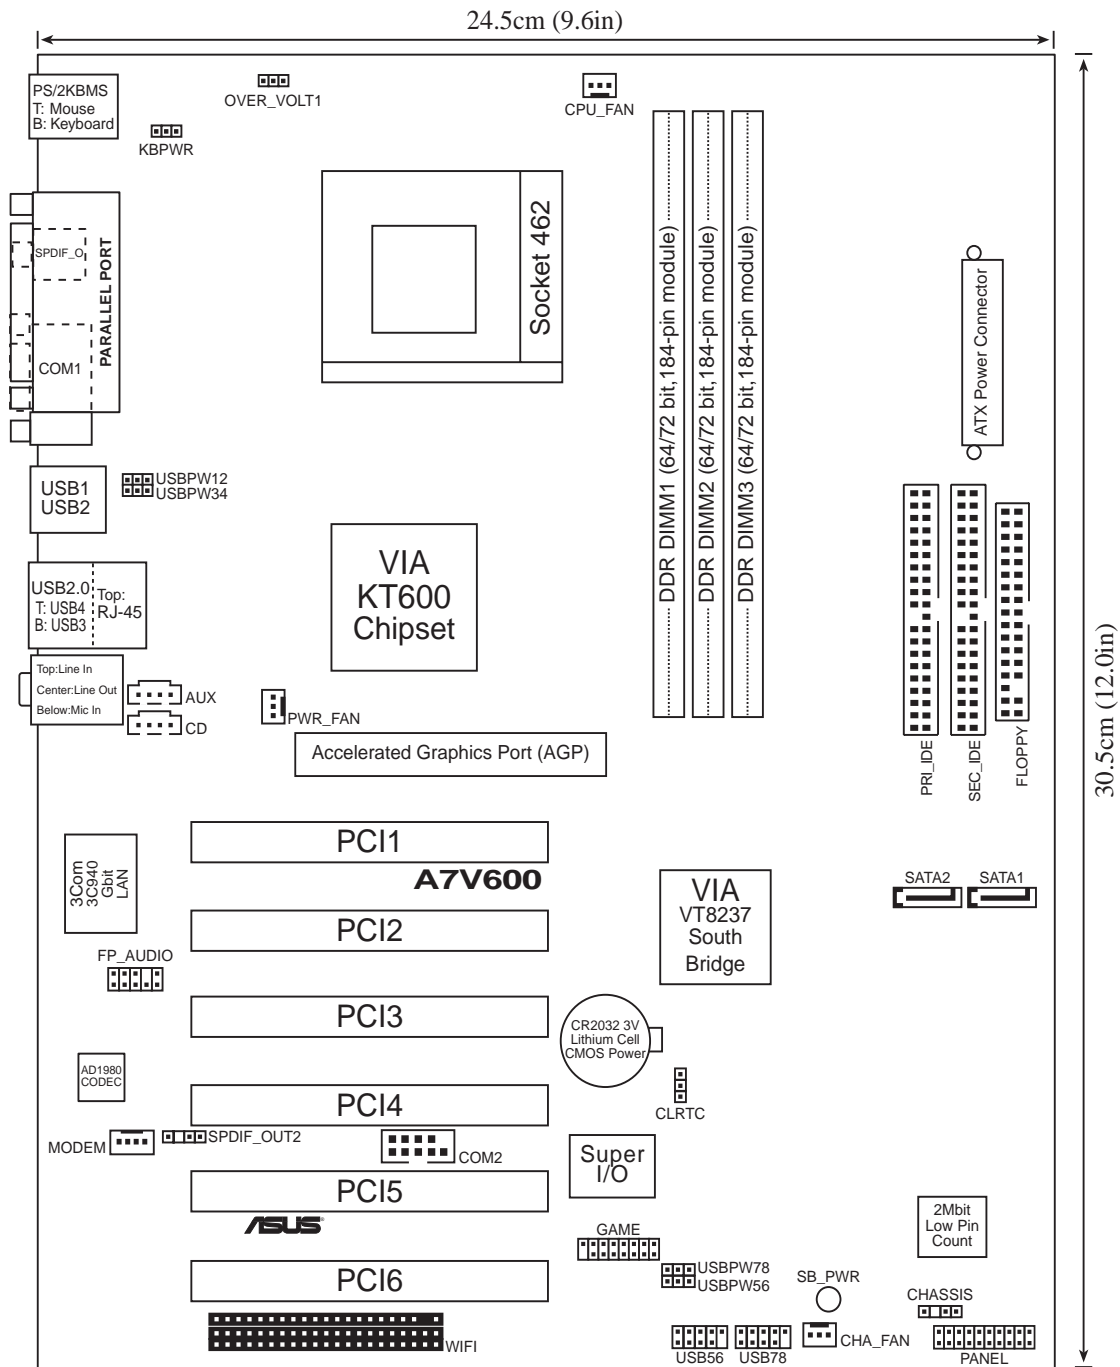 24.5cm (9.6in)
PS/2KBMS
T: Mouse
B: Keyboard
OVER_VOLT1
KBPWR
CPU_FAN
SPDIF_O
COM1
PARALLEL PORT
Socket 462
DDR DIMM1 (64/72 bit,184-pin module)
DDR DIMM2 (64/72 bit,184-pin module)
DDR DIMM3 (64/72 bit,184-pin module)
ATX Power Connector
USB1
USB2
USBPW12
USBPW34
VIA
KT600
Chipset
USB2.0
T: USB4
B: USB3
Top:
RJ-45
Top:Line In
Center:Line Out
Below:Mic In
AUX
CD
PWR_FAN
Accelerated Graphics Port (AGP)
PRI_IDE
SEC_IDE
FLOPPY
30.5cm (12.0in)
PCI1
A7V600
3Com
3C940
Gbit
LAN
VIA
VT8237
South
Bridge
SATA2
SATA1
PCI2
FP_AUDIO
PCI3
CR2032 3V
Lithium Cell
CMOS Power
AD1980
CODEC
PCI4
CLRTC
MODEM
SPDIF_OUT2
COM2
Super
I/O
PCI5
ASUS®
2Mbit
Low Pin
Count
GAME
PCI6
USBPW78
USBPW56
SB_PWR
CHASSIS
WIFI
USB56
USB78
CHA_FAN
PANEL